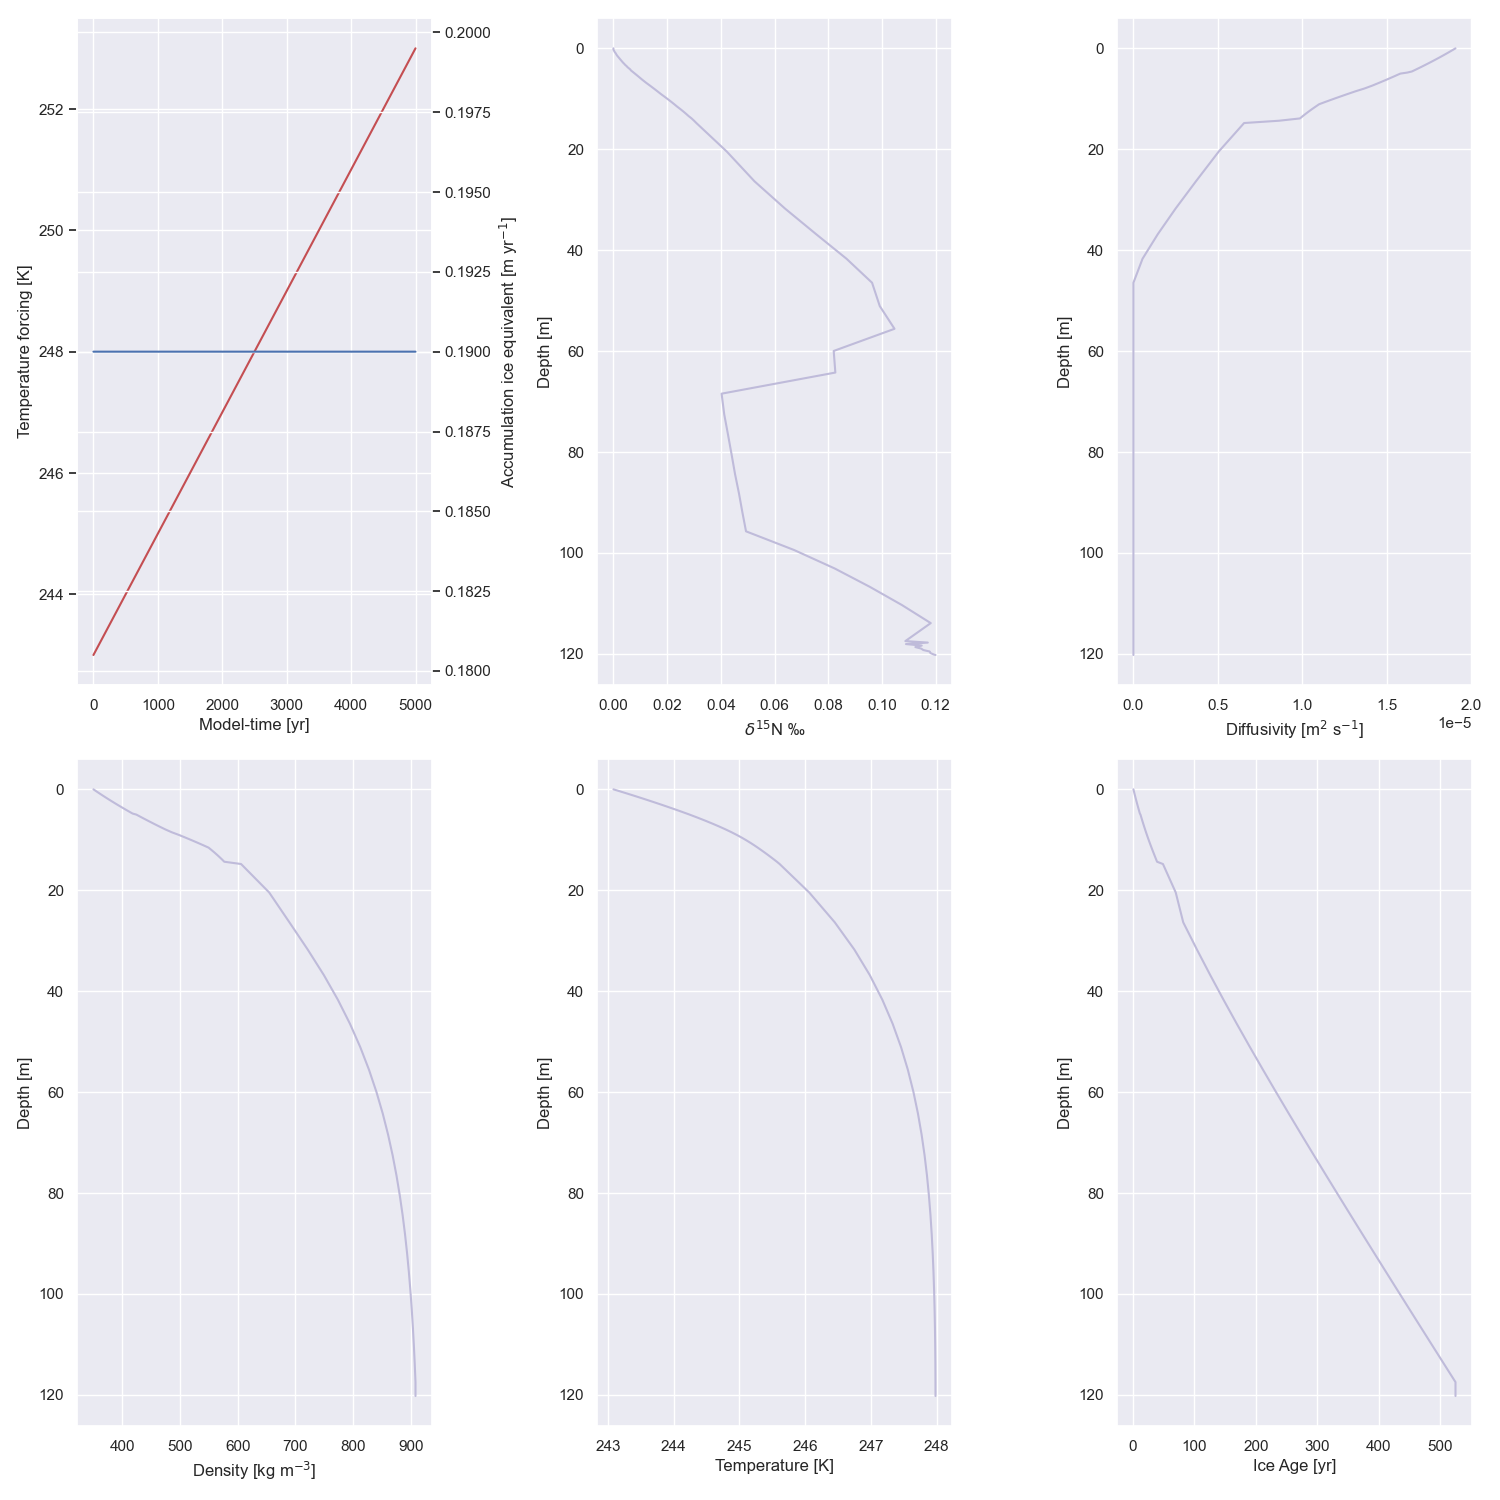 Temperature forcing [K]
252
250
248
246
244
0 1000 2000 3000 4000 5000
Model-time [yr]
0.2000
0.1975
0.1950
0.1925
0.1900
0.1875
0.1850
0.1825
0.1800
Accumulation ice equivalent [m yr⁻¹]
Depth [m]
0
20
40
60
80
100
120
0.00 0.02 0.04 0.06 0.08 0.10 0.12
δ¹⁵N ‰
Depth [m]
0
20
40
60
80
100
120
0.0 0.5 1.0 1.5 2.0
1e−5
Diffusivity [m² s⁻¹]
Depth [m]
0
20
40
60
80
100
120
400 500 600 700 800 900
Density [kg m⁻³]
Depth [m]
0
20
40
60
80
100
120
243 244 245 246 247 248
Temperature [K]
Depth [m]
0
20
40
60
80
100
120
0 100 200 300 400 500
Ice Age [yr]